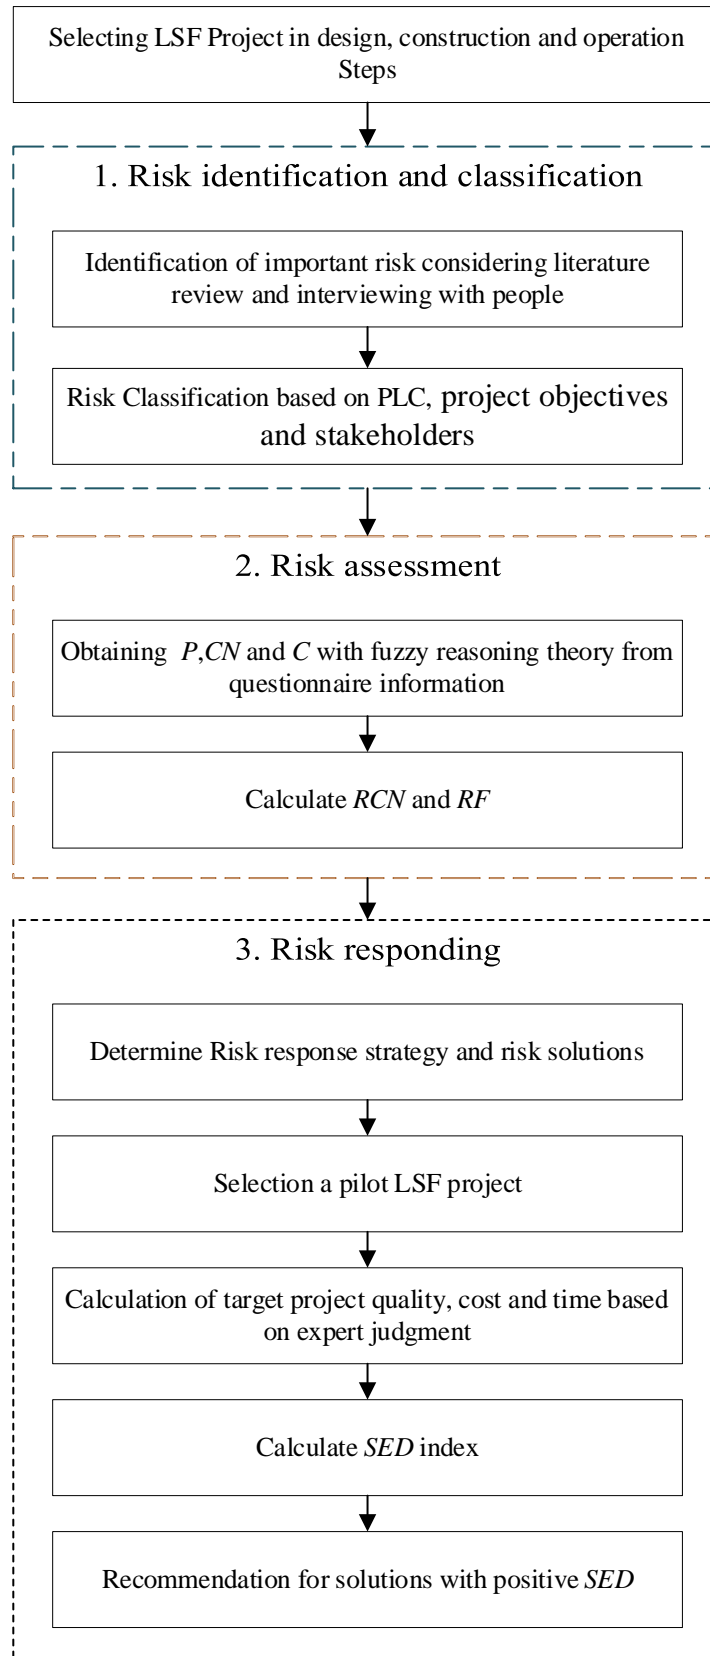 Selecting LSF Project in design, construction and operation
Steps
1. Risk identification and classification
Identification of important risk considering literature
review and interviewing with people
Risk Classification based on PLC, project objectives
and stakeholders
2. Risk assessment
Obtaining P,CN and C with fuzzy reasoning theory from
questionnaire information
Calculate RCN and RF
3. Risk responding
Determine Risk response strategy and risk solutions
Selection a pilot LSF project
Calculation of target project quality, cost and time based
on expert judgment
Calculate SED index
Recommendation for solutions with positive SED